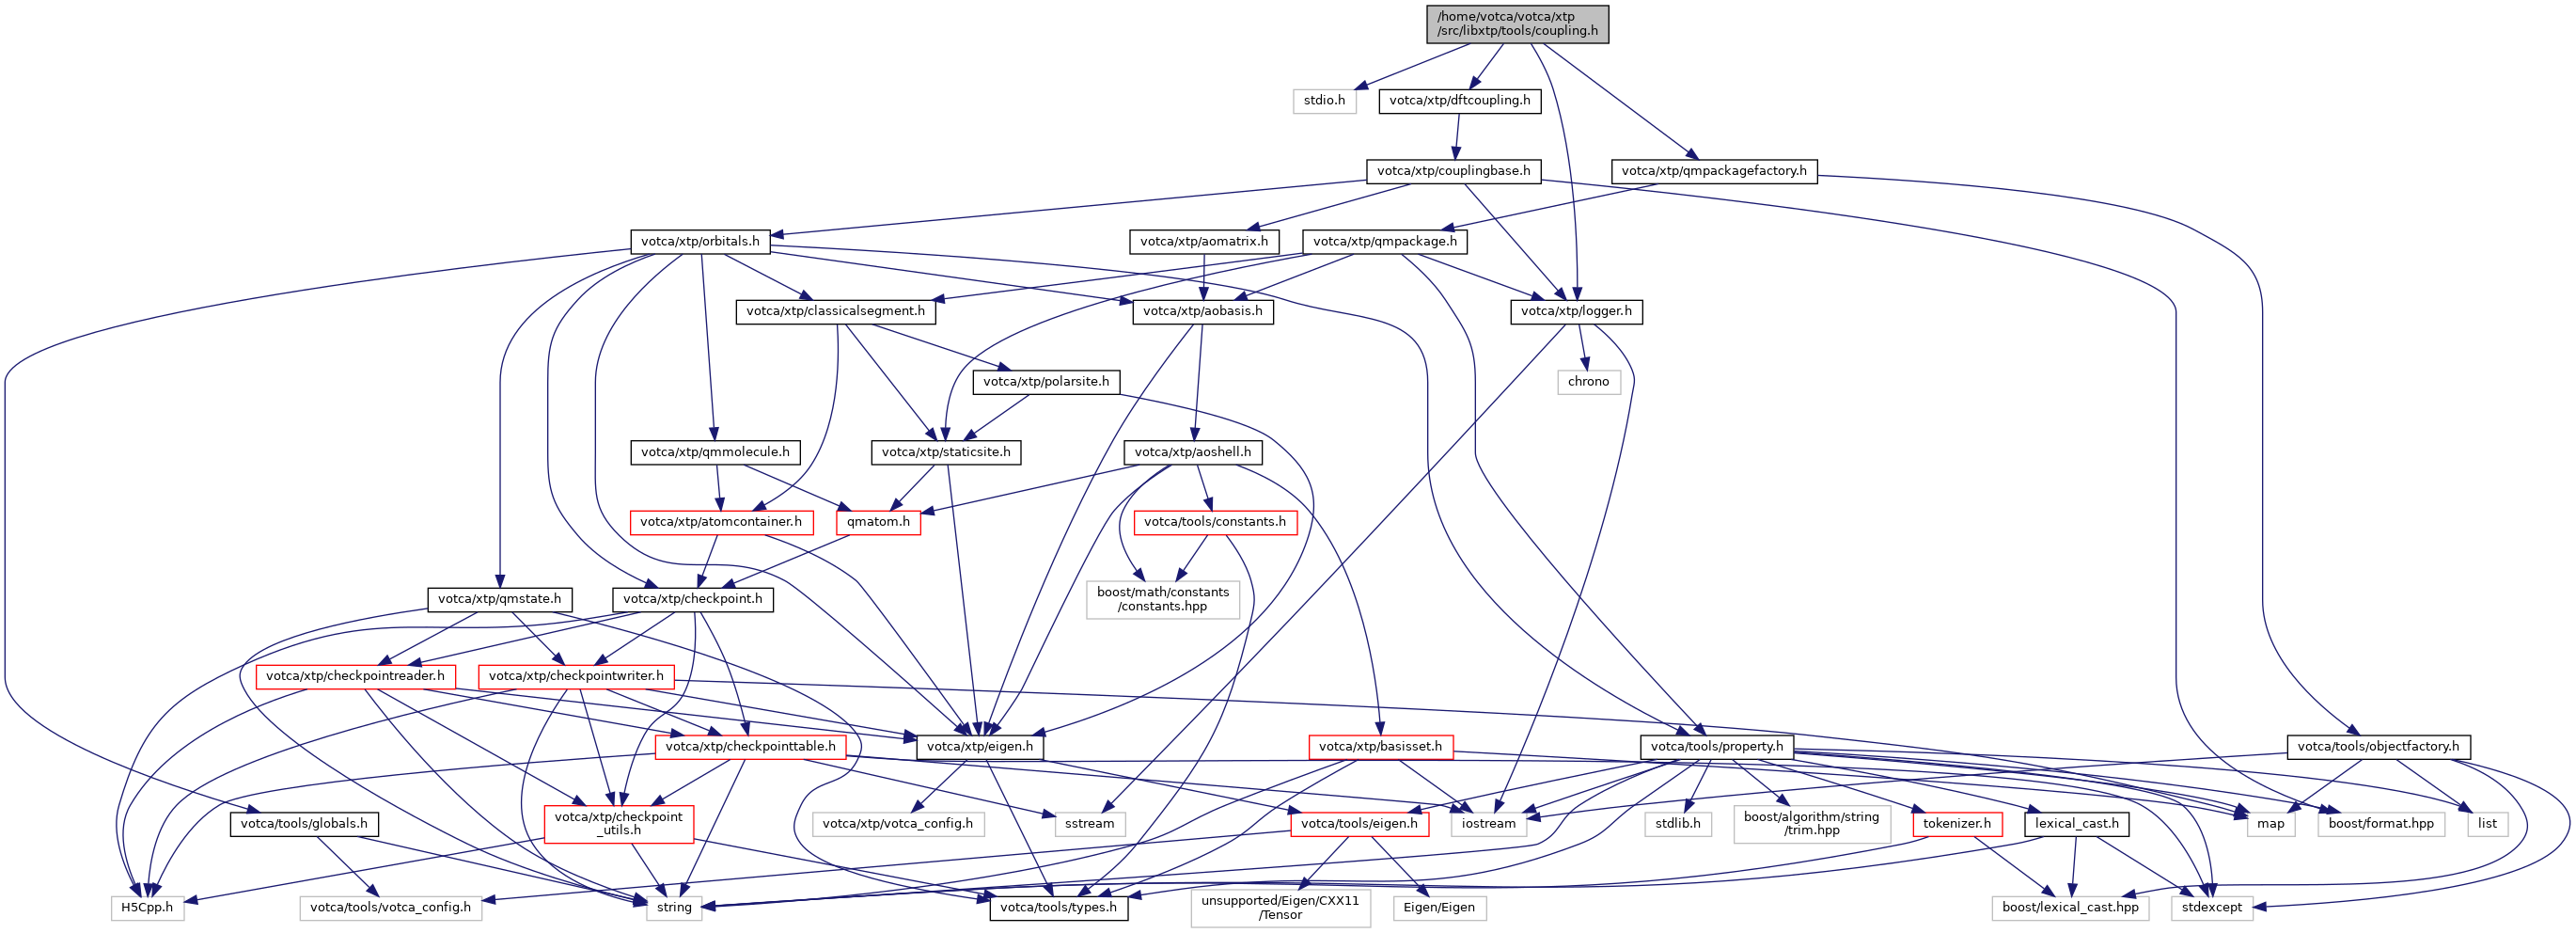 /home/votca/votca/xtp
/src/libxtp/tools/coupling.h
stdio.h
votca/xtp/dftcoupling.h
votca/xtp/couplingbase.h
votca/xtp/qmpackagefactory.h
votca/xtp/orbitals.h
votca/xtp/aomatrix.h
votca/xtp/qmpackage.h
votca/xtp/classicalsegment.h
votca/xtp/aobasis.h
votca/xtp/logger.h
votca/xtp/polarsite.h
chrono
votca/xtp/qmmolecule.h
votca/xtp/staticsite.h
votca/xtp/aoshell.h
votca/xtp/atomcontainer.h
qmatom.h
votca/tools/constants.h
votca/xtp/qmstate.h
votca/xtp/checkpoint.h
boost/math/constants
/constants.hpp
votca/xtp/checkpointreader.h
votca/xtp/checkpointwriter.h
votca/xtp/checkpointtable.h
votca/xtp/eigen.h
votca/xtp/basisset.h
votca/tools/property.h
votca/tools/objectfactory.h
votca/tools/globals.h
votca/xtp/checkpoint
_utils.h
votca/xtp/votca_config.h
sstream
votca/tools/eigen.h
iostream
stdlib.h
boost/algorithm/string
/trim.hpp
tokenizer.h
lexical_cast.h
map
boost/format.hpp
list
H5Cpp.h
votca/tools/votca_config.h
string
votca/tools/types.h
unsupported/Eigen/CXX11
/Tensor
Eigen/Eigen
boost/lexical_cast.hpp
stdexcept